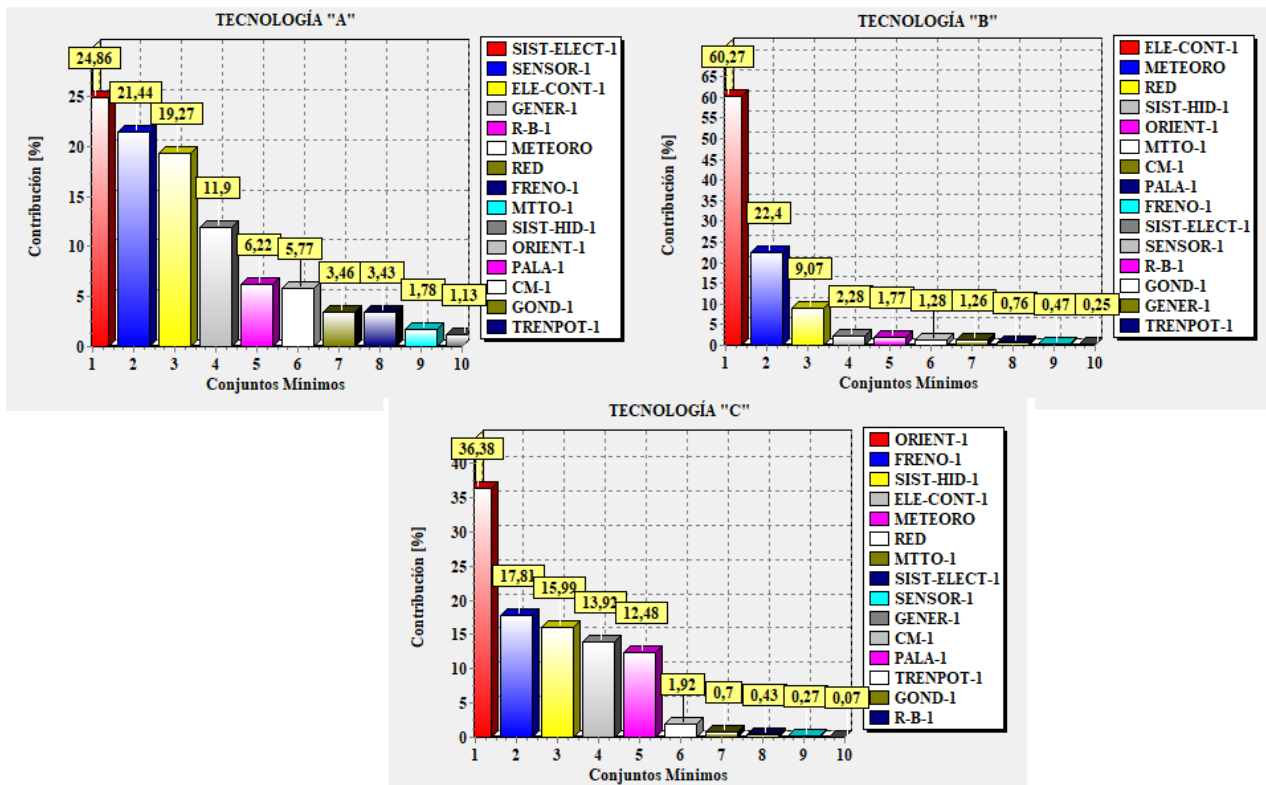 TECNOLOGÍA "A"
Contribución [%]
25
20
15
10
5
0
24,86
21,44
19,27
11,9
6,22
5,77
3,46
3,43
1,78
1,13
1 2 3 4 5 6 7 8 9 10
Conjuntos Mínimos
SIST-ELECT-1
SENSOR-1
ELE-CONT-1
GENER-1
R-B-1
METEORO
RED
FRENO-1
MTTO-1
SIST-HID-1
ORIENT-1
PALA-1
CM-1
GOND-1
TRENPOT-1
TECNOLOGÍA "B"
Contribución [%]
65
60
55
50
45
40
35
30
25
20
15
10
5
0
60,27
22,4
9,07
2,28
1,77
1,28
1,26
0,76
0,47
0,25
1 2 3 4 5 6 7 8 9 10
Conjuntos Mínimos
ELE-CONT-1
METEORO
RED
SIST-HID-1
ORIENT-1
MTTO-1
CM-1
PALA-1
FRENO-1
SIST-ELECT-1
SENSOR-1
R-B-1
GOND-1
GENER-1
TRENPOT-1
TECNOLOGÍA "C"
Contribución [%]
40
35
30
25
20
15
10
5
0
36,38
17,81
15,99
13,92
12,48
1,92
0,7
0,43
0,27
0,07
1 2 3 4 5 6 7 8 9 10
Conjuntos Mínimos
ORIENT-1
FRENO-1
SIST-HID-1
ELE-CONT-1
METEORO
RED
MTTO-1
SIST-ELECT-1
SENSOR-1
GENER-1
CM-1
PALA-1
TRENPOT-1
GOND-1
R-B-1